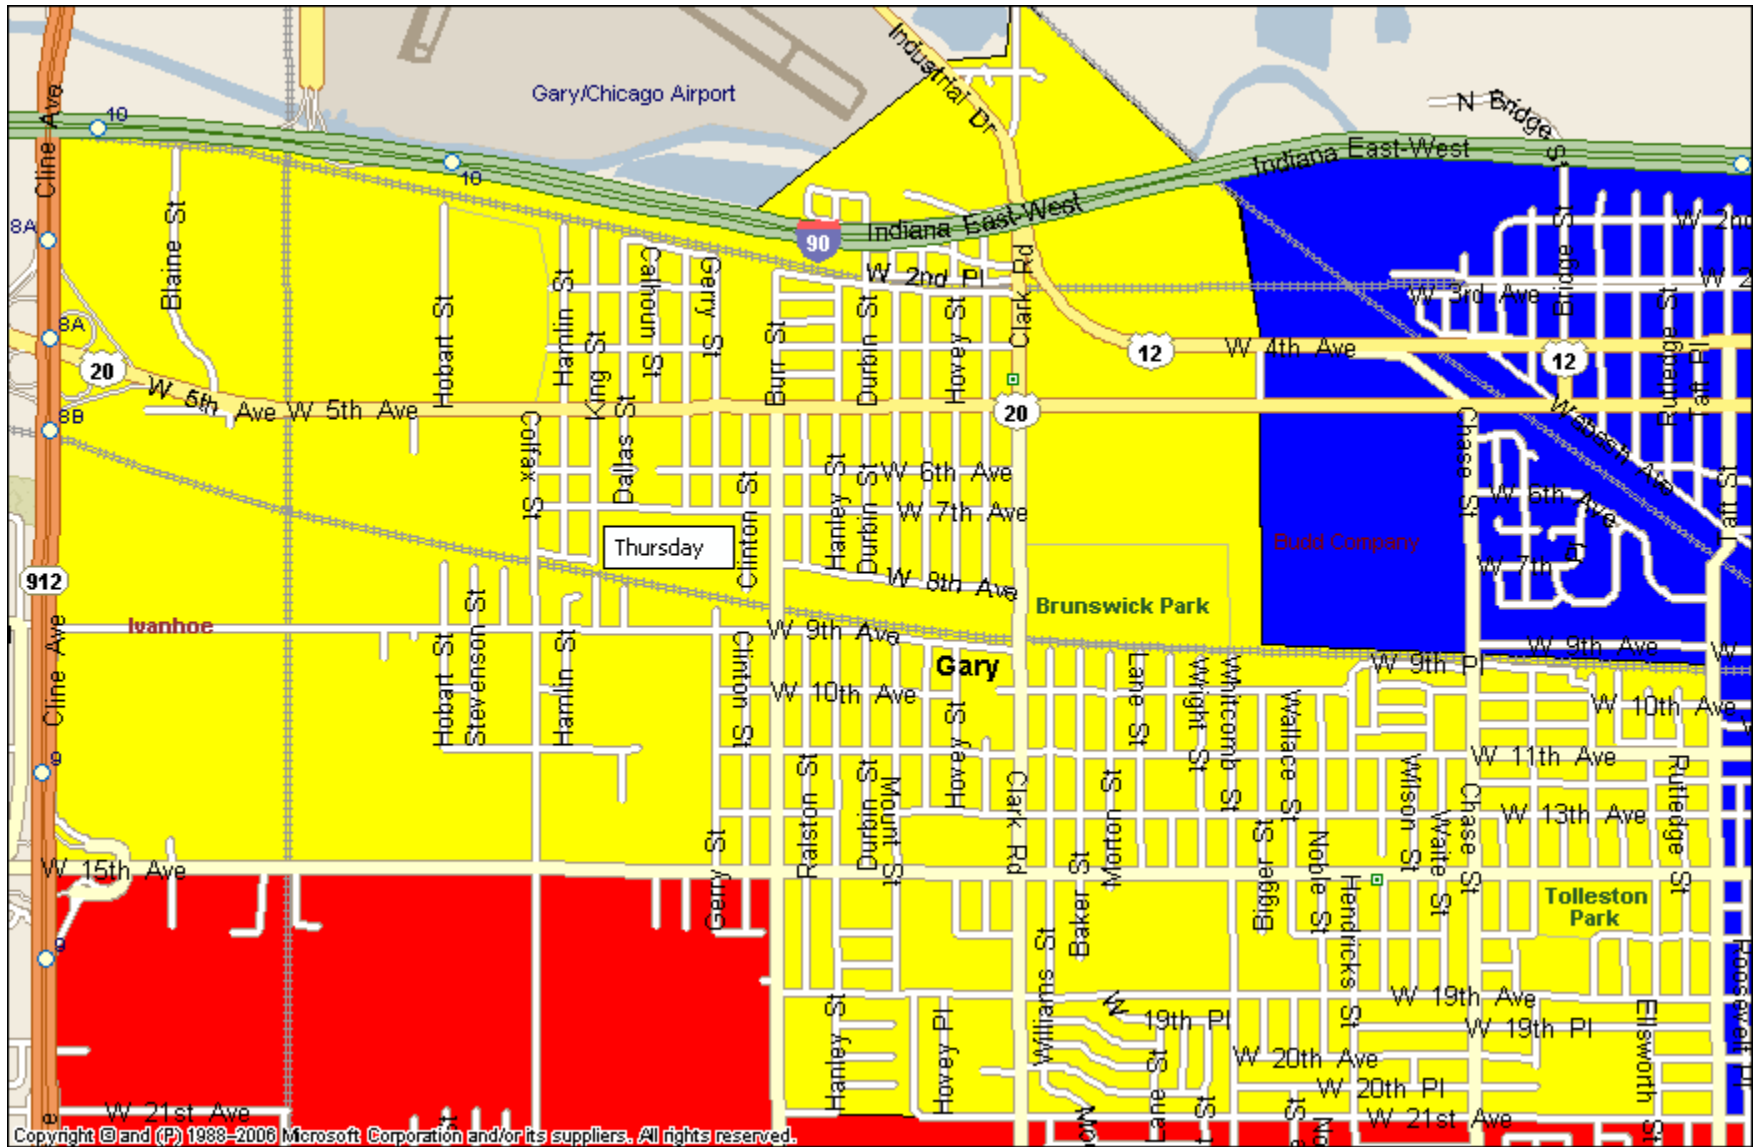 Industrial Dr
Gary/Chicago Airport
10
Cline Ave
N Bridge St
Indiana East-West
10
Indiana East-West
90
8A
Blaine St
Hobart St
Hamlin St
Calhoun St
Gerry St
W 2nd Pl
Clark Rd
Bridge St
W 2nd
W 2
W 3rd Ave
8A
King St
Burr St
Durbin St
Hovey St
12
W 4th Ave
12
Rutledge St
Taft Pl
20
W 5th Ave
W 5th Ave
20
8B
Colfax St
Dallas St
Chase St
Wabash Ave
Clinton St
Hanley St
Durbin St
W 6th Ave
W 7th Ave
W 6th Ave
Taft St
Thursday
Budd Company
W 7th Pl
912
W 8th Ave
Brunswick Park
Ivanhoe
Cline Ave
Hobart St
Stevenson St
Hamlin St
Clinton St
W 9th Ave
W 9th Ave
W
Gary
W 9th Pl
W 10th Ave
W 10th Ave
Lane St
Wright St
Whitcomb St
Wallace St
Hovey St
W 11th Ave
9
Ralston St
Durbin St
Mount St
Clark Rd
Morton St
Wilson St
Chase St
Rutledge St
W 13th Ave
Waite St
W 15th Ave
Gerry St
Baker St
Bigger St
Noble St
Hendricks St
Tolleston
Park
9
Williams St
Roosevelt Pl
W 19th Ave
Hanley St
Hovey Pl
W 19th Pl
W 19th Pl
Ellsworth St
W 20th Ave
Lane St
W 20th Pl
W 21st Ave
W 21st Ave
e
St
St
St
No
Copyright © and (P) 1988–2006 Microsoft Corporation and/or its suppliers. All rights reserved.